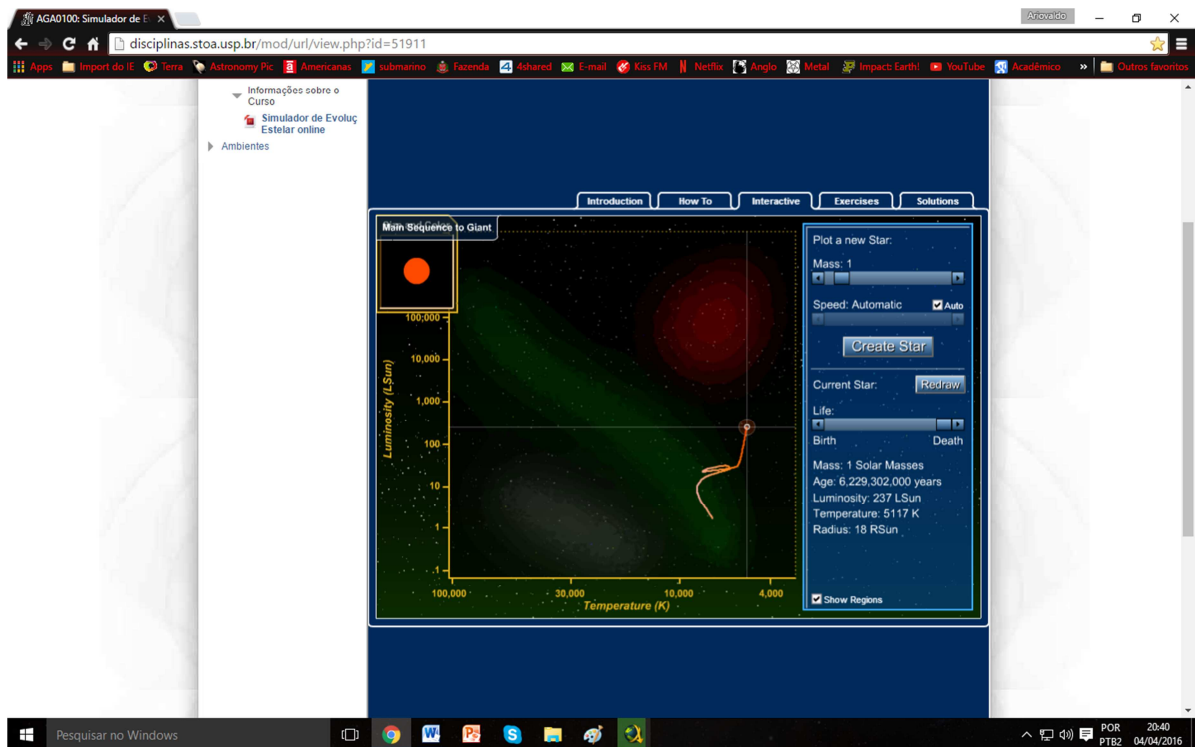 AGA0100: Simulador de E
Ariovaldo
disciplinas.stoa.usp.br/mod/url/view.php?id=51911
Apps Import do IE Terra Astronomy Pic Americanas submarino Fazenda 4shared E-mail Kiss FM Netflix Anglo Metal Impact: Earth! YouTube Acadêmico » Outros favoritos
Informações sobre o
Curso
Simulador de Evoluç
Estelar online
Ambientes
Introduction How To Interactive Exercises Solutions
Main Sequence to Giant
100,000
10,000
1,000
100
10
1
.1
Luminosity (LSun)
100,000 30,000 10,000 4,000
Temperature (K)
Plot a new Star:
Mass: 1
Speed: Automatic Auto
Create Star
Current Star: Redraw
Life:
Birth Death
Mass: 1 Solar Masses
Age: 6,229,302,000 years
Luminosity: 237 LSun
Temperature: 5117 K
Radius: 18 RSun
Show Regions
Pesquisar no Windows
POR 20:40
PTB2 04/04/2016